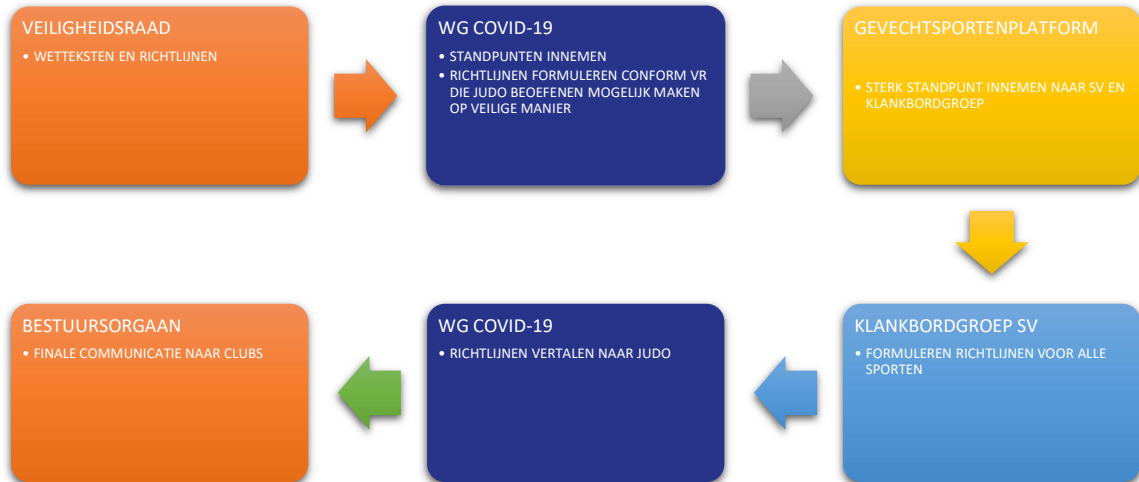 VEILIGHEIDSRAAD
• WETTEKSTEN EN RICHTLIJNEN
WG COVID-19
• STANDPUNTEN INNEMEN
• RICHTLIJNEN FORMULEREN CONFORM VR
DIE JUDO BEOEFENEN MOGELIJK MAKEN
OP VEILIGE MANIER
GEVECHTSPORTENPLATFORM
• STERK STANDPUNT INNEMEN NAAR SV EN
KLANKBORDGROEP
KLANKBORDGROEP SV
• FORMULEREN RICHTLIJNEN VOOR ALLE
SPORTEN
WG COVID-19
• RICHTLIJNEN VERTALEN NAAR JUDO
BESTUURSORGAAN
• FINALE COMMUNICATIE NAAR CLUBS